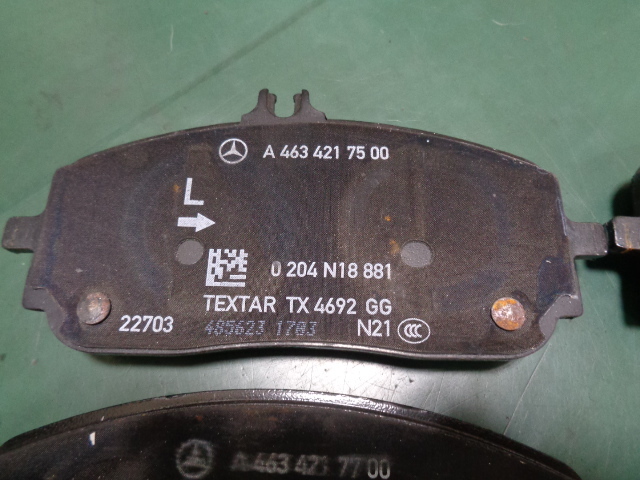 A 463 421 75 00
L
0 204 N18 881
TEXTAR TX 4692 GG
22703 485623 1703 N21 CCC
A 463 421 77 00